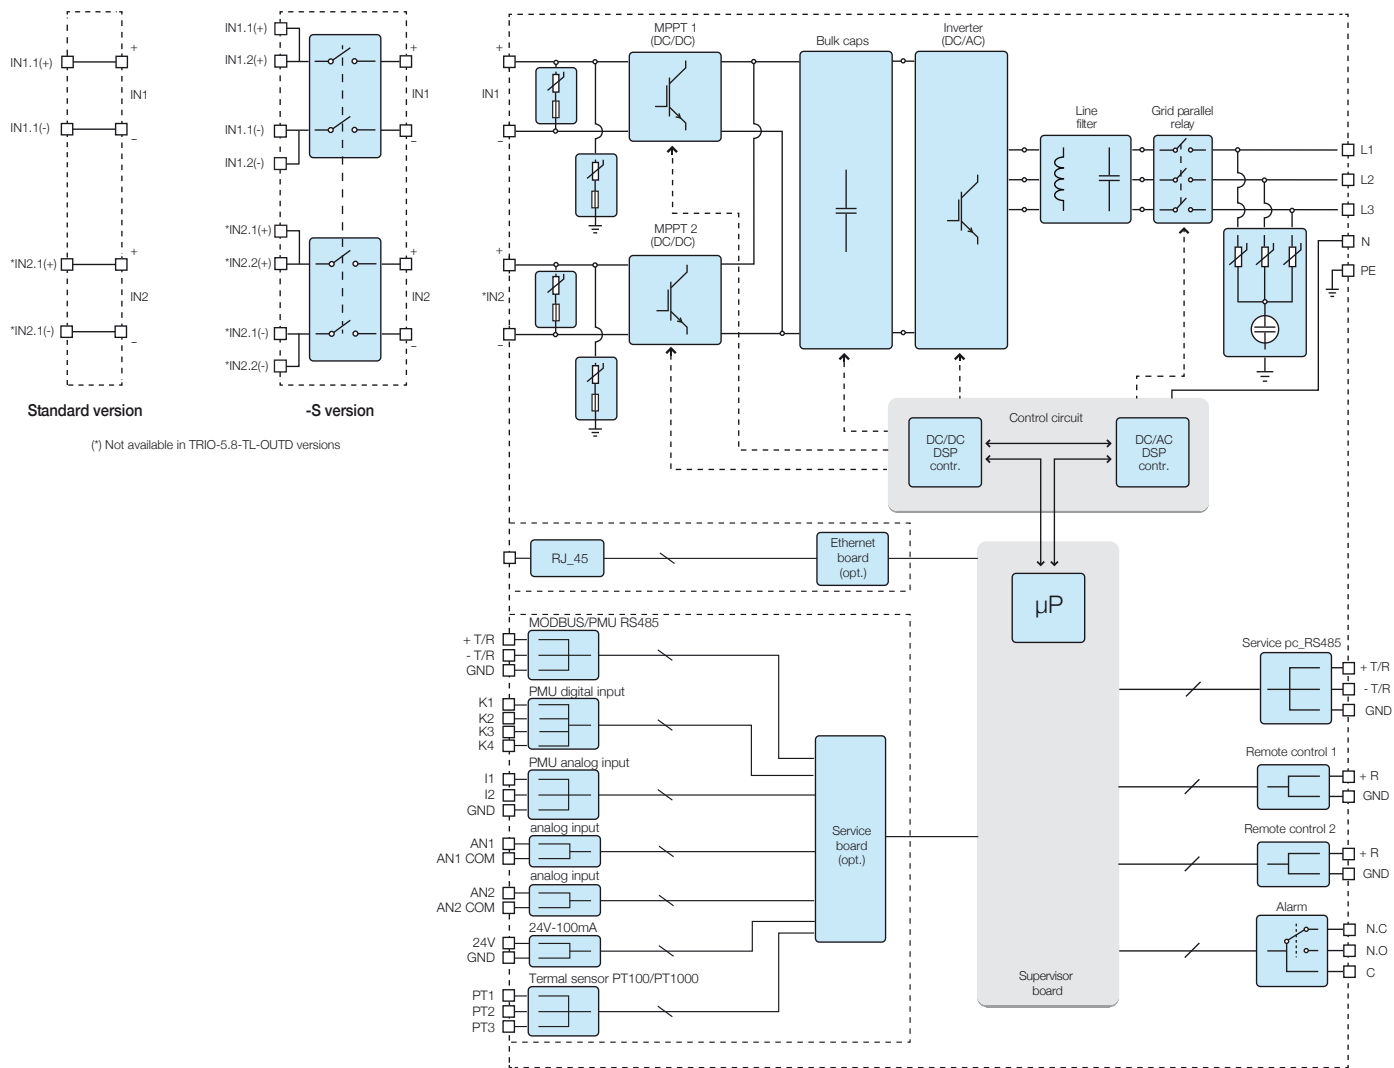 IN1.1(+)
+
IN1
IN1.1(-)
–
*IN2.1(+)
+
IN2
*IN2.1(-)
–
Standard version
IN1.1(+)
IN1.2(+)
+
IN1
IN1.1(-)
–
IN1.2(-)
*IN2.1(+)
+
*IN2.2(+)
IN2
*IN2.1(-)
–
*IN2.2(-)
-S version
(*) Not available in TRIO-5.8-TL-OUTD versions
+
IN1
–
+
*IN2
–
MPPT 1
(DC/DC)
MPPT 2
(DC/DC)
Bulk caps
Inverter
(DC/AC)
Line
filter
Grid parallel
relay
L1
L2
L3
N
PE
Control circuit
DC/DC
DSP
contr.
DC/AC
DSP
contr.
RJ_45
Ethernet
board
(opt.)
µP
MODBUS/PMU RS485
+ T/R
- T/R
GND
PMU digital input
K1
K2
K3
K4
PMU analog input
I1
I2
GND
analog input
AN1
AN1 COM
analog input
AN2
AN2 COM
24V-100mA
24V
GND
Termal sensor PT100/PT1000
PT1
PT2
PT3
Service
board
(opt.)
Supervisor
board
Service pc_RS485
+ T/R
- T/R
GND
Remote control 1
+ R
GND
Remote control 2
+ R
GND
Alarm
N.C
N.O
C